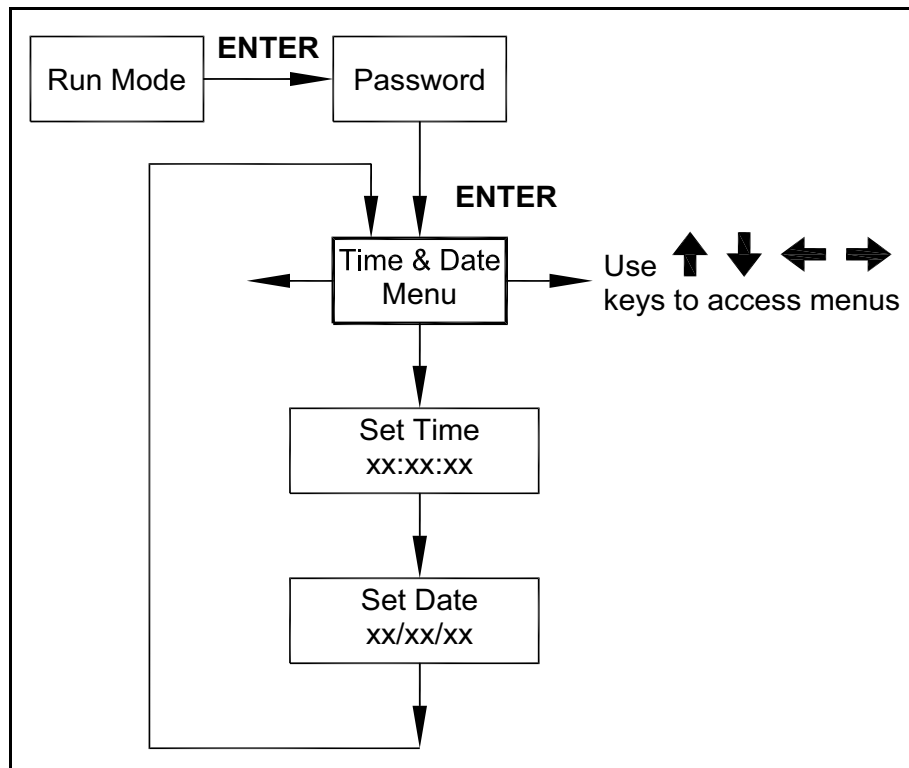 Run Mode
ENTER
Password
ENTER
Time & Date
Menu
Use
keys to access menus
Set Time
xx:xx:xx
Set Date
xx/xx/xx